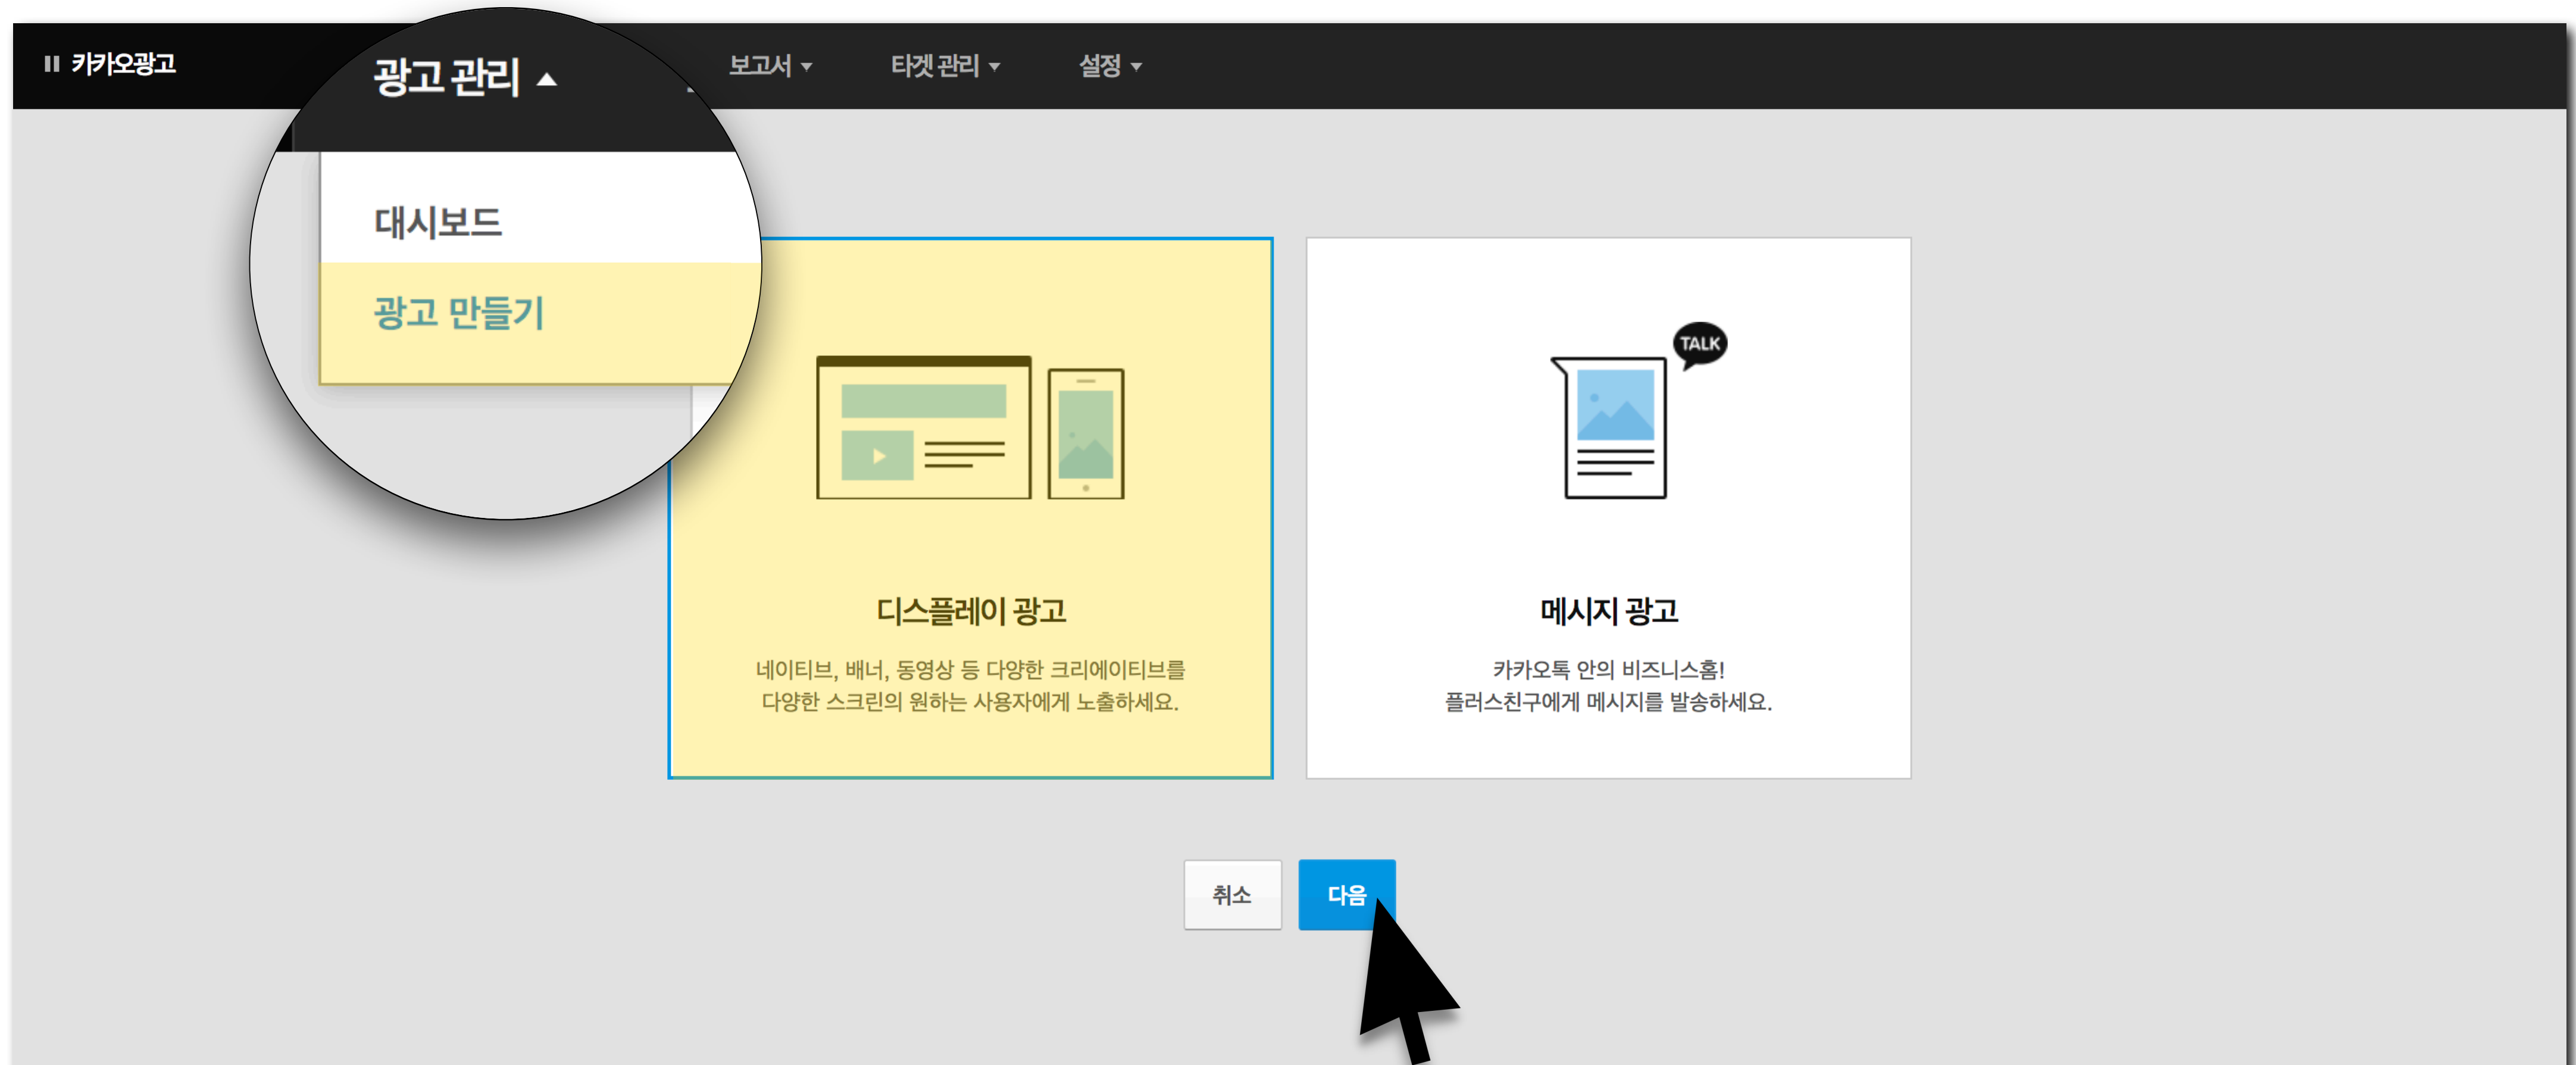 카카오광고
광고 관리
보고서
타겟 관리
설정
대시보드
광고 만들기
TALK
디스플레이 광고
네이티브, 배너, 동영상 등 다양한 크리에이티브를
다양한 스크린의 원하는 사용자에게 노출하세요.
메시지 광고
카카오톡 안의 비즈니스홈!
플러스친구에게 메시지를 발송하세요.
취소
다음